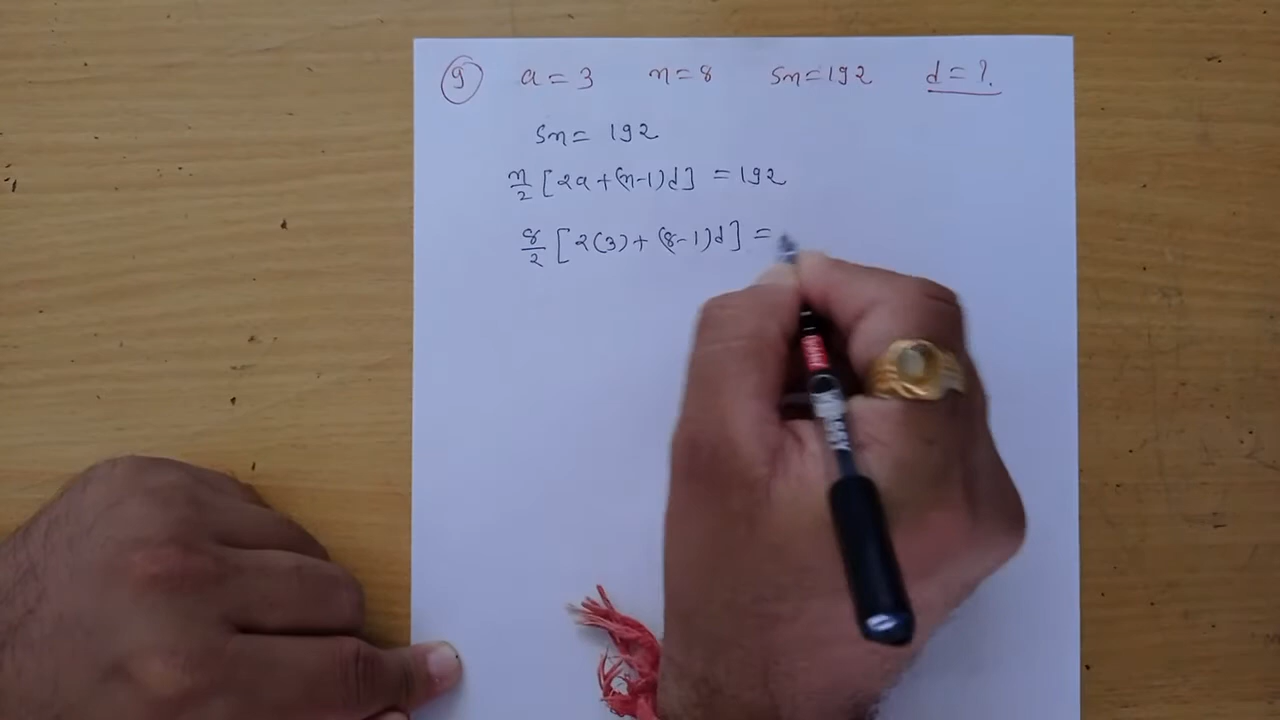 9 a = 3 n = 8 Sn = 192 d = ?
Sn = 192
n/2 [2a + (n-1)d] = 192
8/2 [2(3) + (8-1)d] =